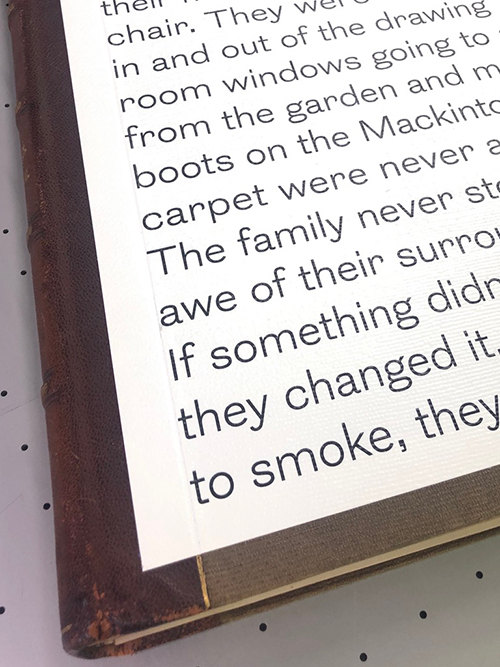 their
chair. They were
in and out of the drawing
room windows going to
from the garden and
boots on the Mackinto
carpet were never a
The family never sto
awe of their surrou
If something didn
they changed it.
to smoke, they